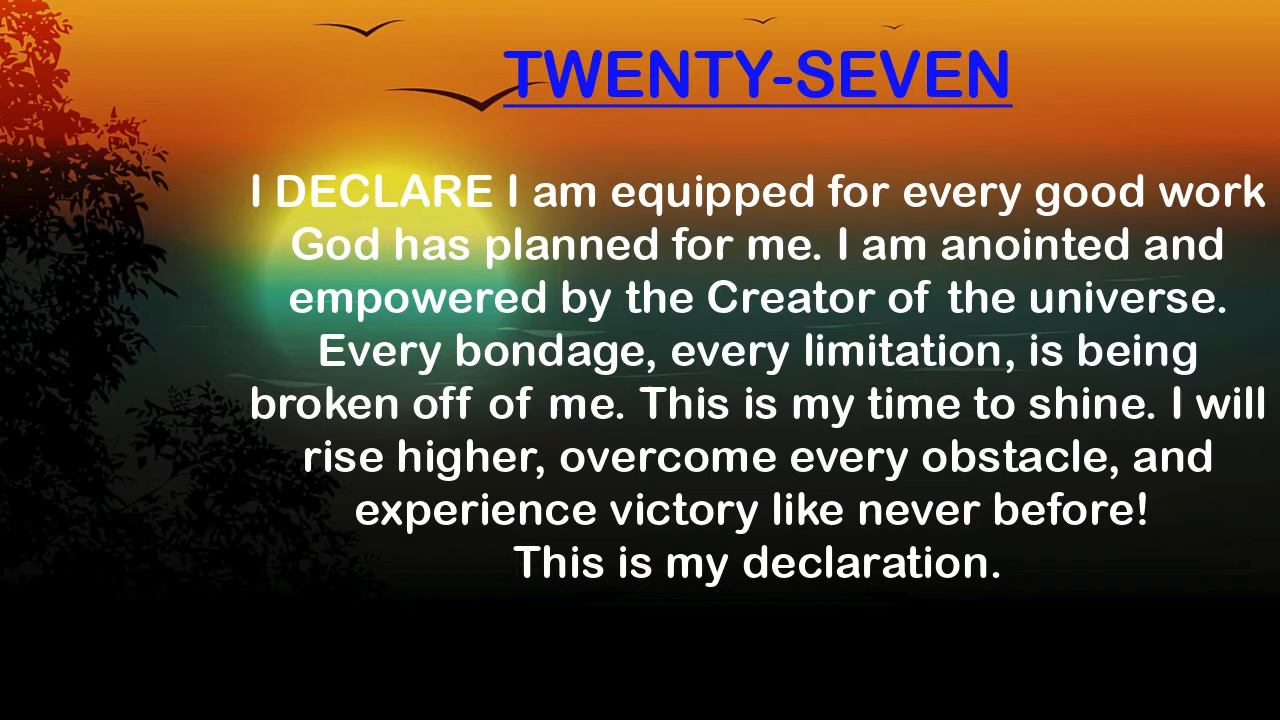 TWENTY-SEVEN
I DECLARE I am equipped for every good work
God has planned for me. I am anointed and
empowered by the Creator of the universe.
Every bondage, every limitation, is being
broken off of me. This is my time to shine. I will
rise higher, overcome every obstacle, and
experience victory like never before!
This is my declaration.